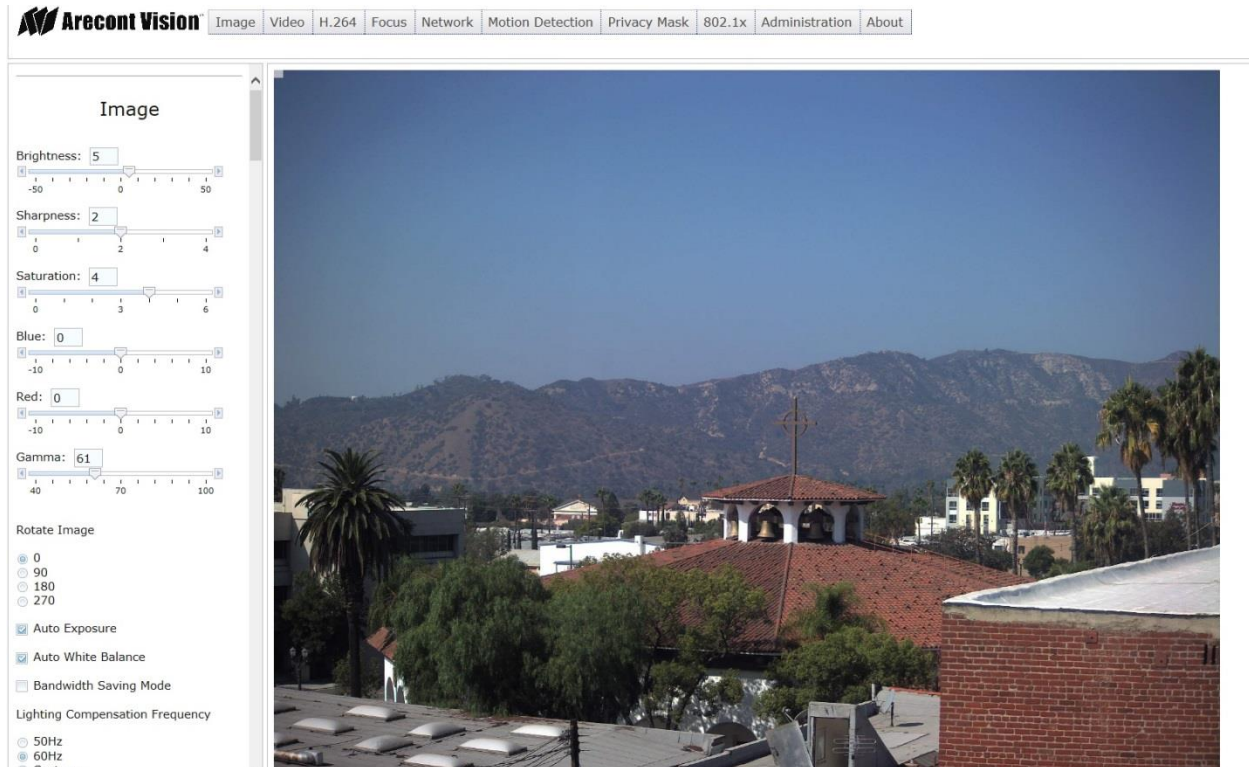 Arecont Vision
Image Video H.264 Focus Network Motion Detection Privacy Mask 802.1x Administration About
Image
Brightness: 5
-50 0 50
Sharpness: 2
0 2 4
Saturation: 4
0 3 6
Blue: 0
-10 0 10
Red: 0
-10 0 10
Gamma: 61
40 70 100
Rotate Image
0
90
180
270
Auto Exposure
Auto White Balance
Bandwidth Saving Mode
Lighting Compensation Frequency
50Hz
60Hz